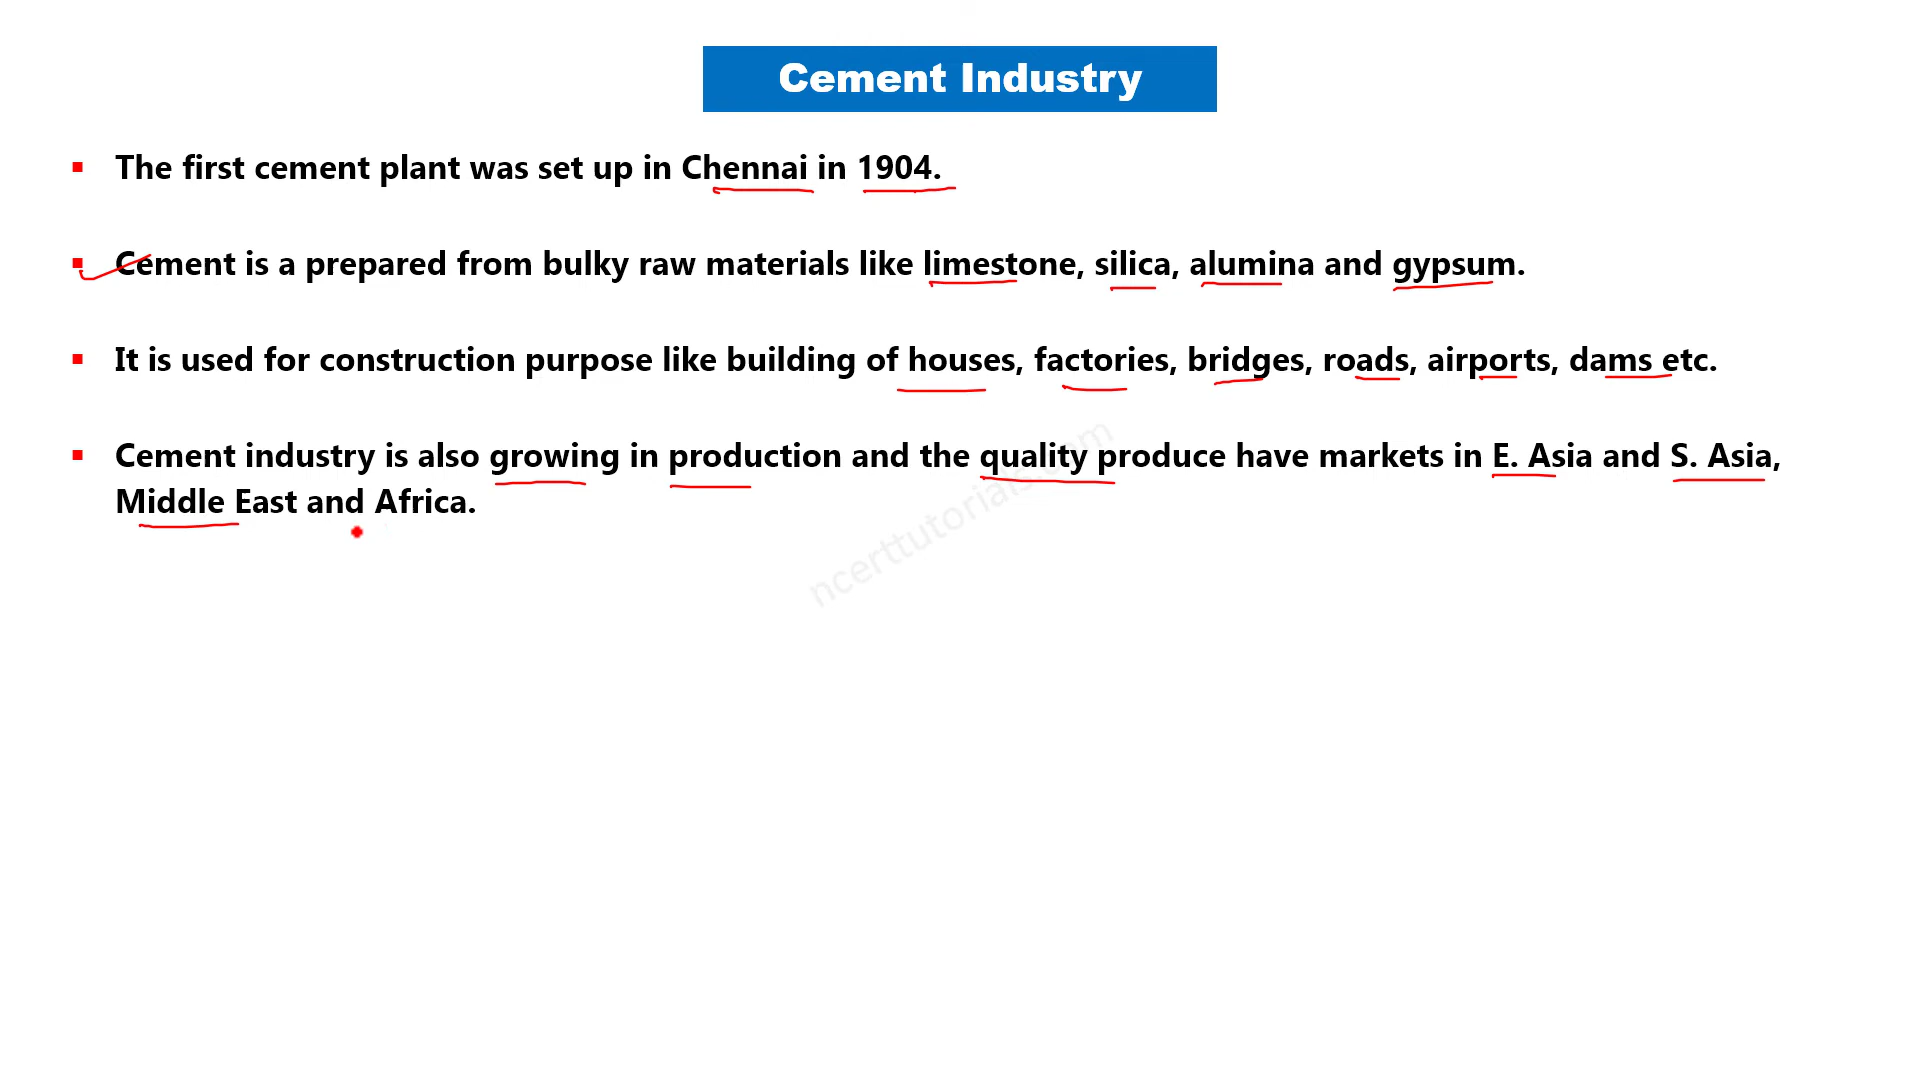 Cement Industry
▪ The first cement plant was set up in Chennai in 1904.
▪ Cement is a prepared from bulky raw materials like limestone, silica, alumina and gypsum.
▪ It is used for construction purpose like building of houses, factories, bridges, roads, airports, dams etc.
▪ Cement industry is also growing in production and the quality produce have markets in E. Asia and S. Asia,
Middle East and Africa.
ncerttutorials.com